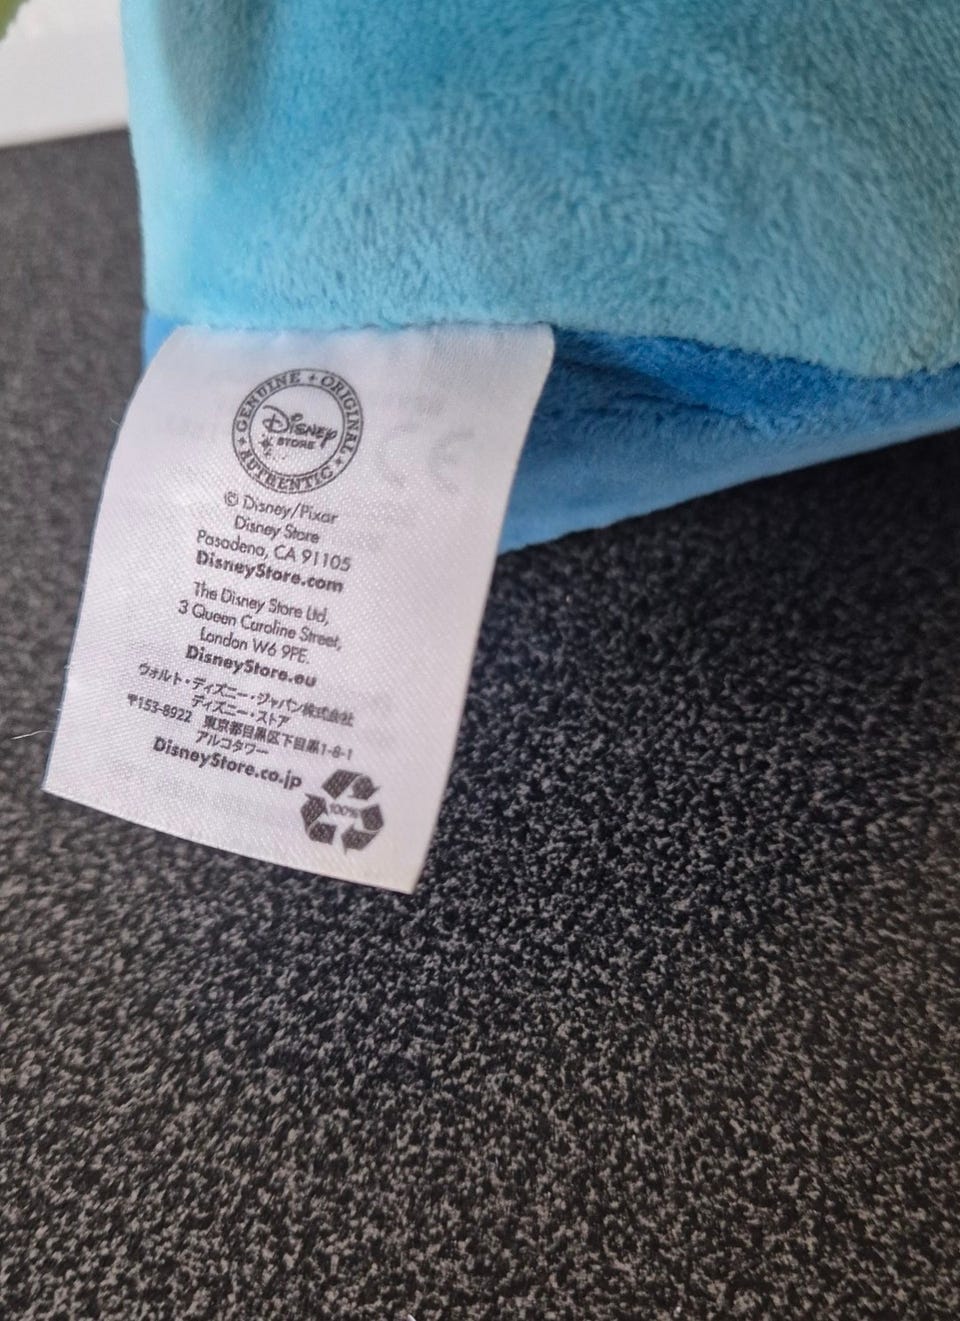 GENUINE • ORIGINAL
Disney
STORE
AUTHENTIC
© Disney/Pixar
Disney Store
Pasadena, CA 91105
DisneyStore.com
The Disney Store Ltd,
3 Queen Caroline Street,
London W6 9PE.
DisneyStore.eu
ウォルト・ディズニー・ジャパン株式会社
ディズニー・ストア
〒153-8922 東京都目黒区下目黒1-8-1
アルコタワー
DisneyStore.co.jp
100%